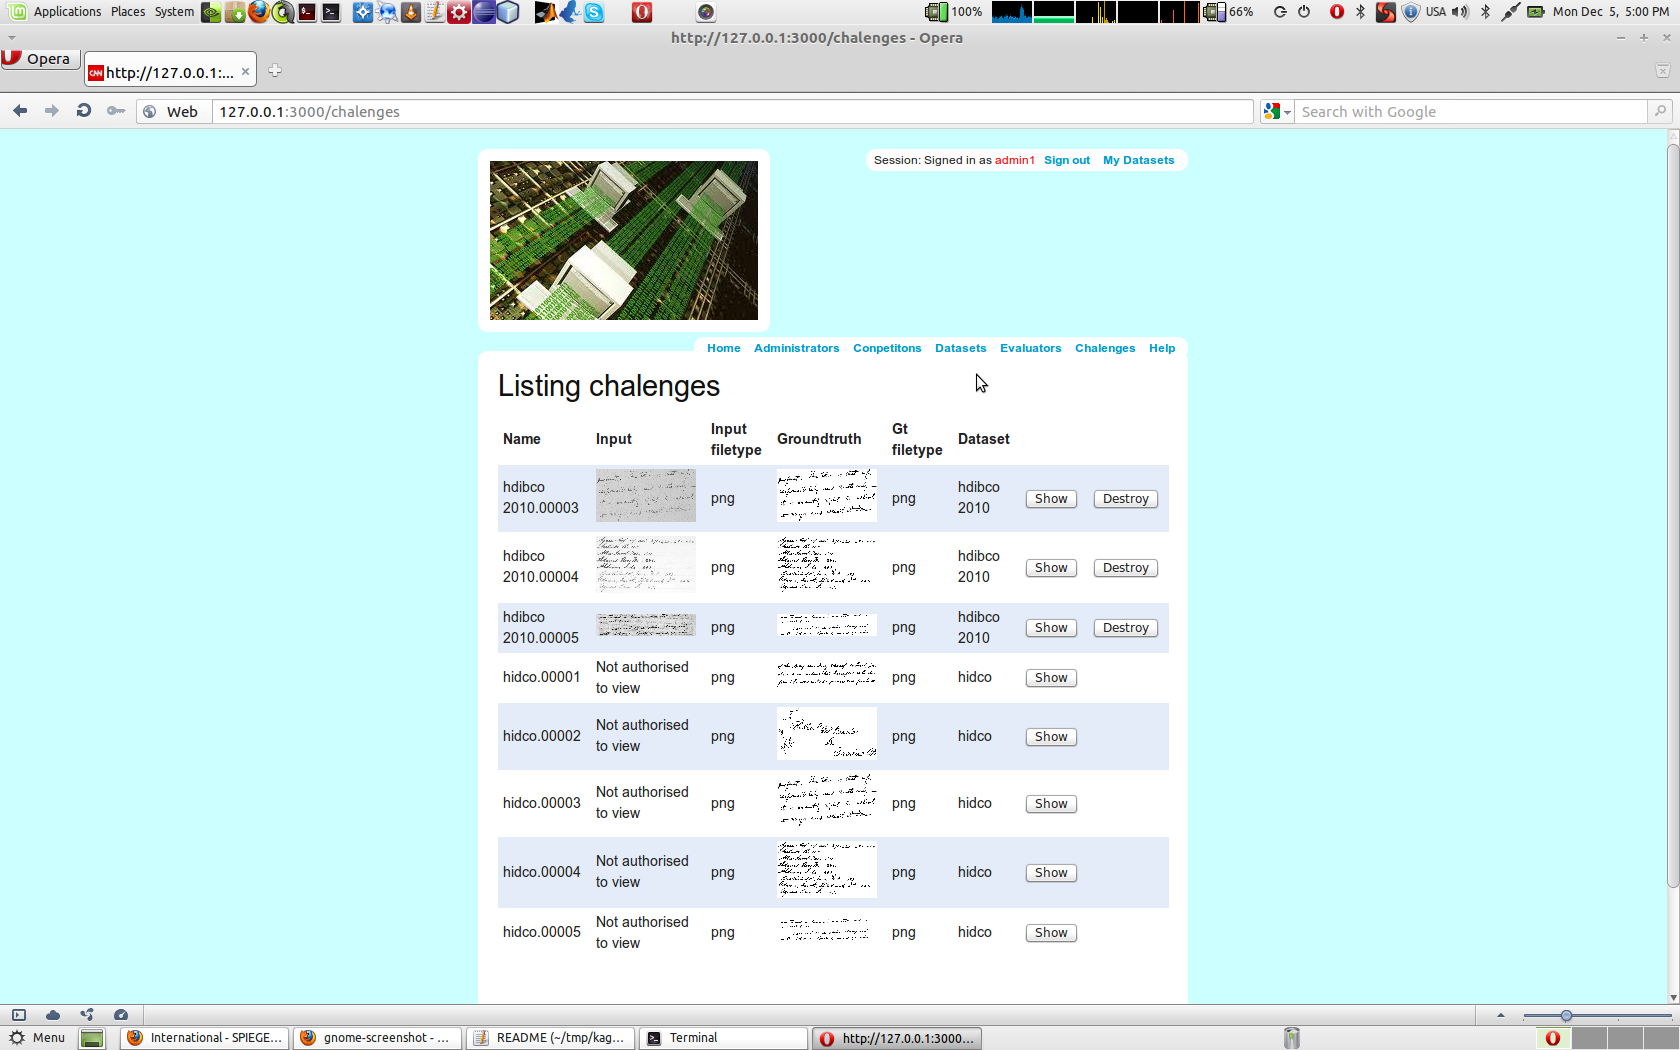 Applications Places System 100% 66% USA Mon Dec 5, 5:00 PM
http://127.0.0.1:3000/chalenges - Opera
Opera
CNN http://127.0.0.1:...
Web 127.0.0.1:3000/chalenges Search with Google
Session: Signed in as admin1 Sign out My Datasets
Home Administrators Conpetitons Datasets Evaluators Chalenges Help
Listing chalenges
Name Input Input filetype Groundtruth Gt filetype Dataset
hdibco 2010.00003 png png hdibco 2010 Show Destroy
hdibco 2010.00004 png png hdibco 2010 Show Destroy
hdibco 2010.00005 png png hdibco 2010 Show Destroy
hidco.00001 Not authorised to view png png hidco Show
hidco.00002 Not authorised to view png png hidco Show
hidco.00003 Not authorised to view png png hidco Show
hidco.00004 Not authorised to view png png hidco Show
hidco.00005 Not authorised to view png png hidco Show
Menu International - SPIEGE... gnome-screenshot - ... README (~/tmp/kag... Terminal http://127.0.0.1:3000...